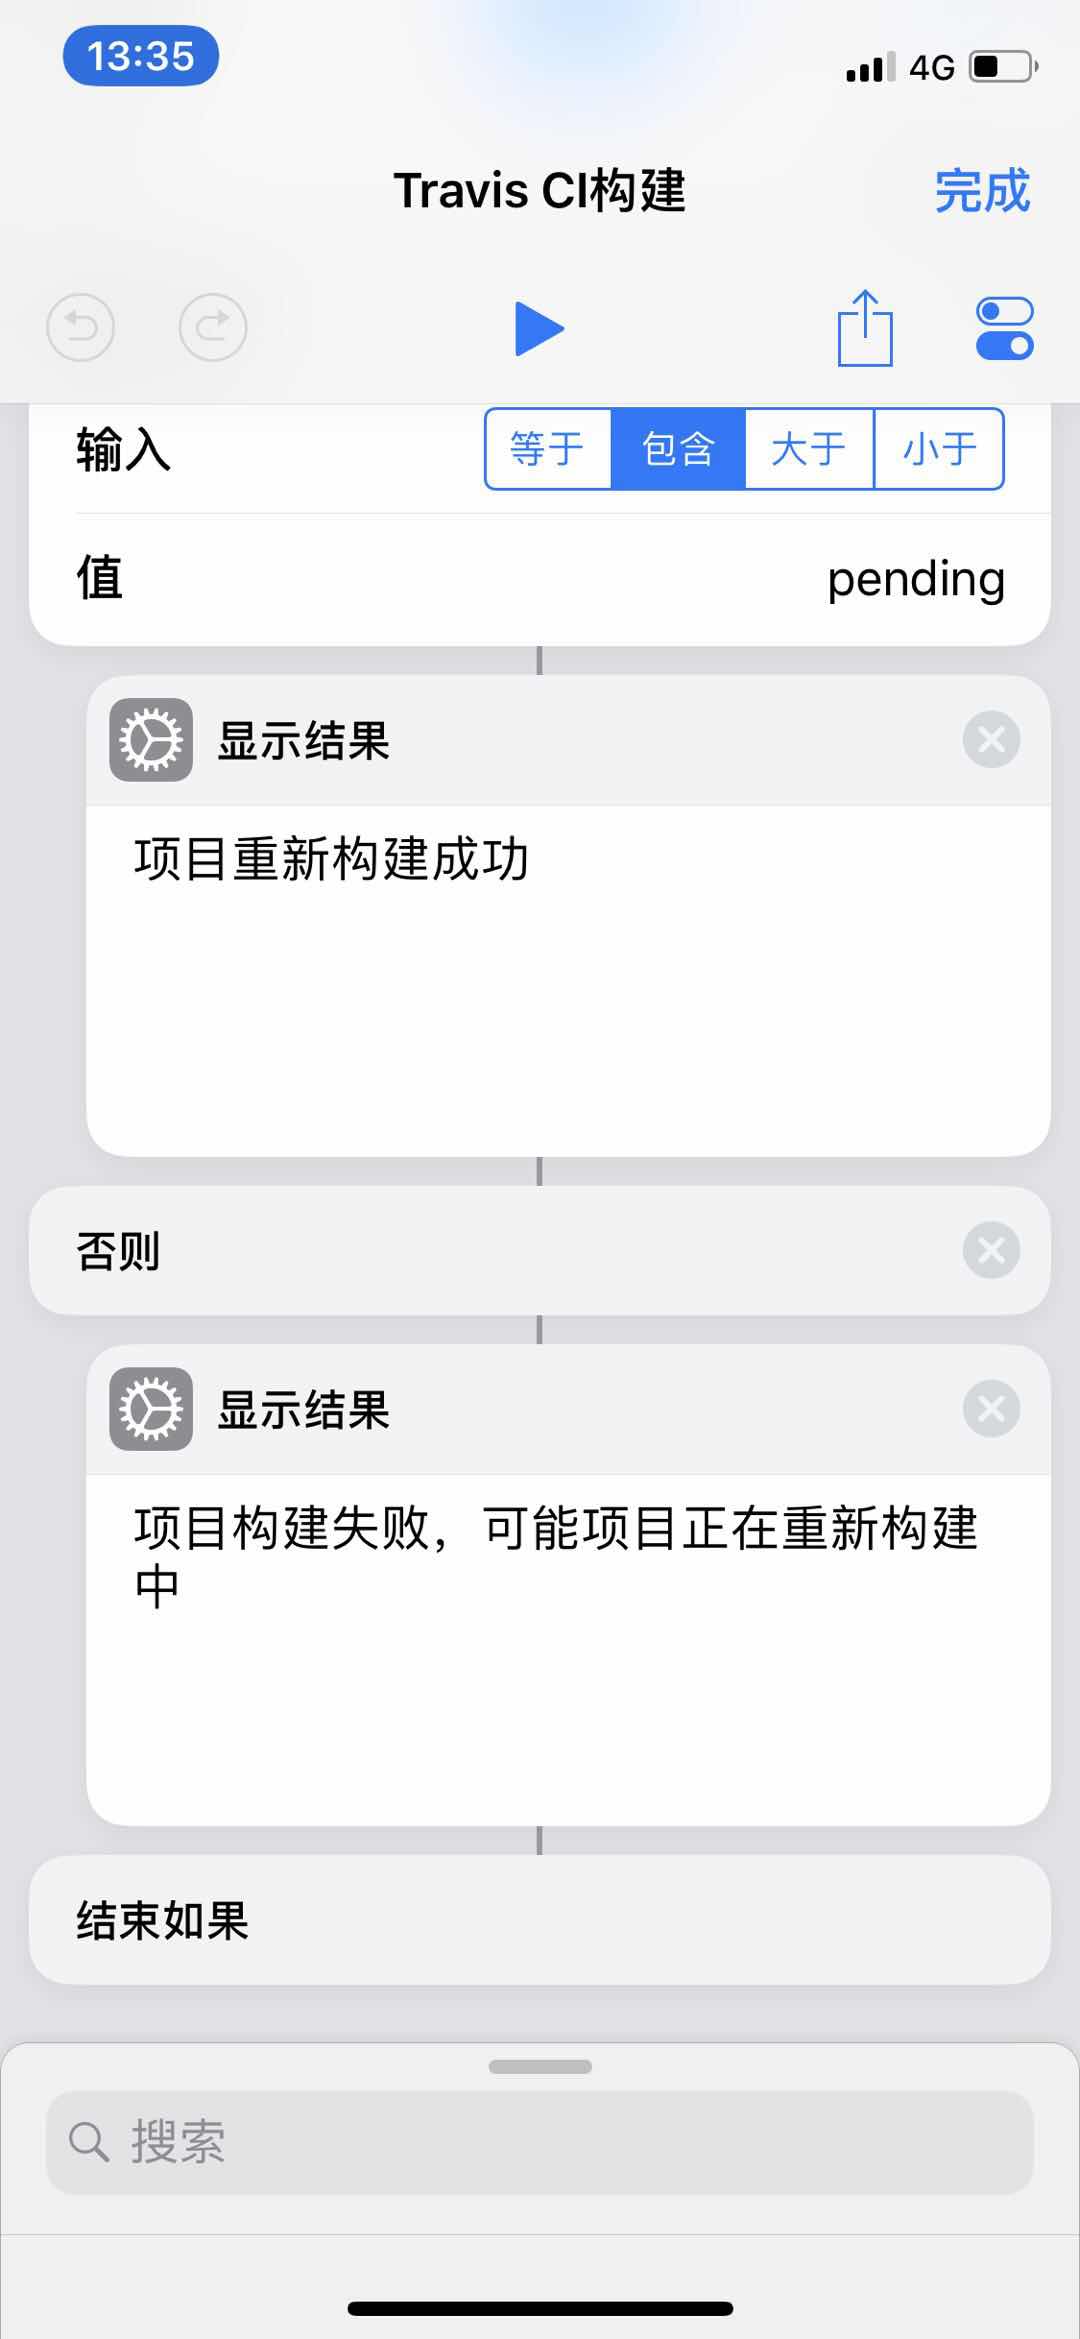 13:35
4G
Travis CI构建
完成
输入
等于 包含 大于 小于
值
pending
显示结果
项目重新构建成功
否则
显示结果
项目构建失败，可能项目正在重新构建
中
结束如果
搜索